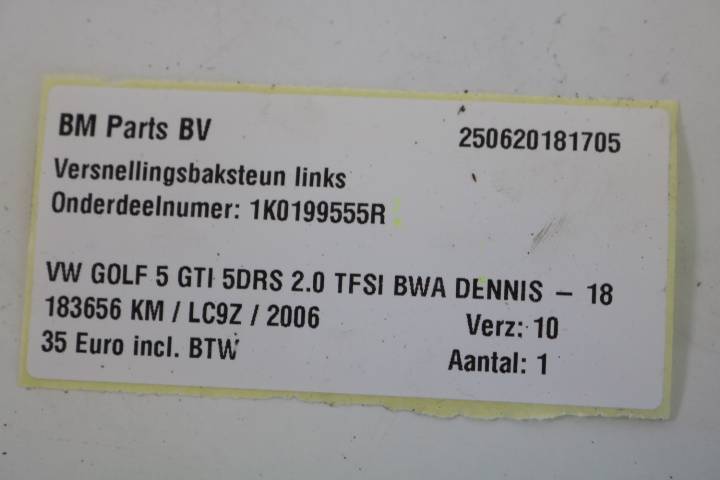 BM Parts BV 250620181705
Versnellingsbaksteun links
Onderdeelnumer: 1K0199555R
VW GOLF 5 GTI 5DRS 2.0 TFSI BWA DENNIS – 18
183656 KM / LC9Z / 2006 Verz: 10
35 Euro incl. BTW Aantal: 1